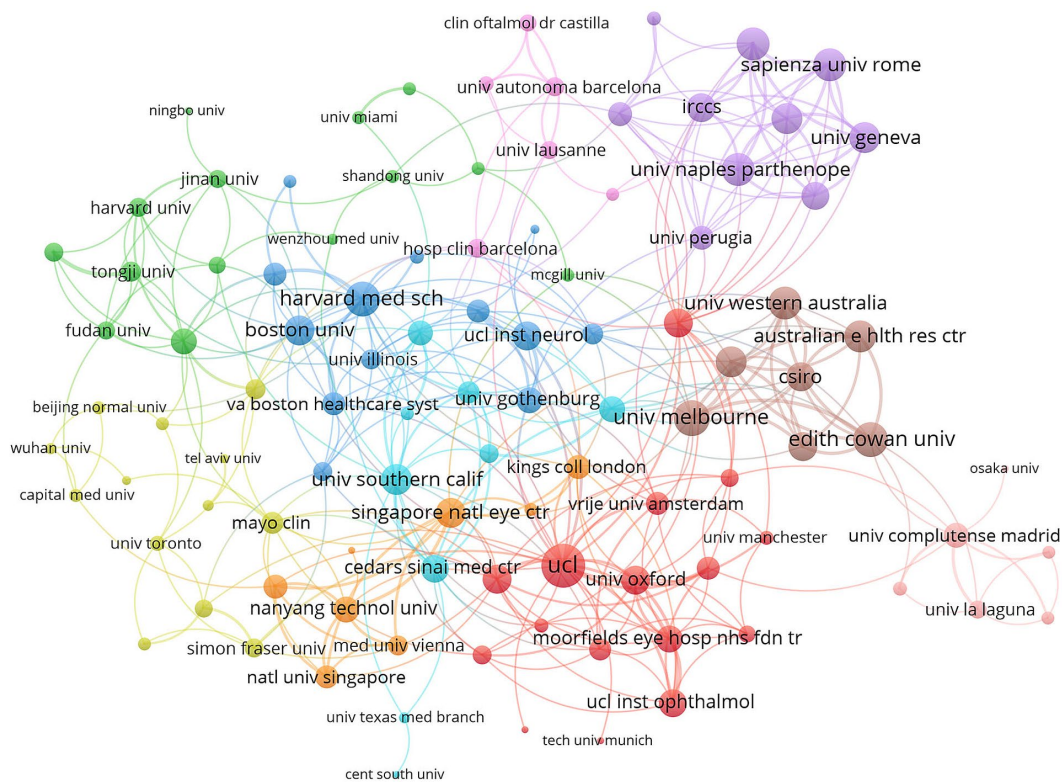 clin oftalmol dr castilla
sapienza univ rome
univ autonoma barcelona
irccs
ningbo univ
univ miami
univ geneva
univ lausanne
univ naples parthenope
jinan univ
shandong univ
harvard univ
wenzhou med univ
hosp clin barcelona
univ perugia
tongji univ
mcgill univ
harvard med sch
univ western australia
fudan univ
boston univ
ucl inst neurol
australian e hlth res ctr
univ illinois
csiro
beijing normal univ
va boston healthcare syst
univ gothenburg
univ melbourne
edith cowan univ
wuhan univ
tel aviv univ
kings coll london
osaka univ
capital med univ
univ southern calif
vrije univ amsterdam
singapore natl eye ctr
mayo clin
univ toronto
univ manchester
univ complutense madrid
cedars sinai med ctr
ucl
univ oxford
nanyang technol univ
univ la laguna
simon fraser univ
med univ vienna
moorfields eye hosp nhs fdn tr
natl univ singapore
ucl inst ophthalmol
univ texas med branch
tech univ munich
cent south univ